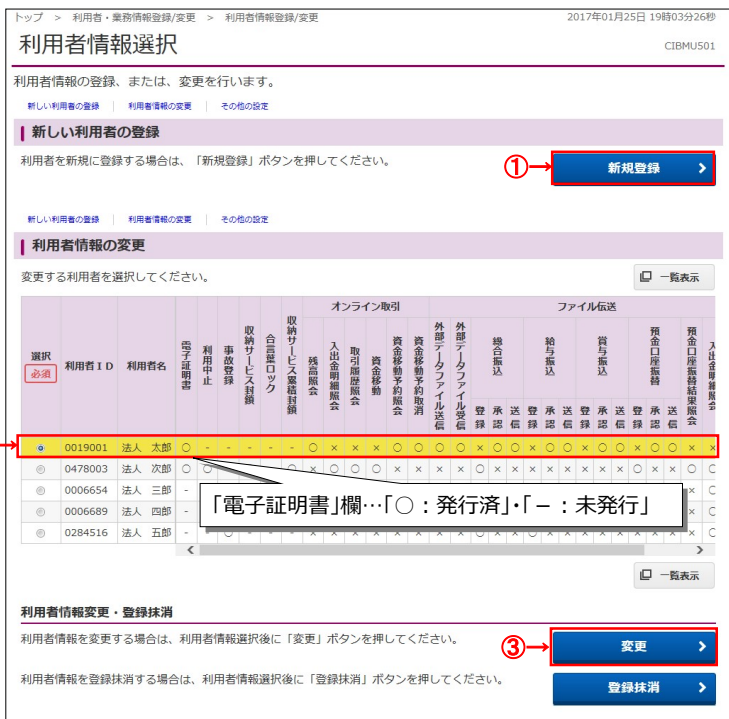 トップ > 利用者・業務情報登録/変更 > 利用者情報登録/変更 2017年01月25日 19時03分26秒
利用者情報選択 CIBMU501
利用者情報の登録、または、変更を行います。
新しい利用者の登録 | 利用者情報の変更 | その他の設定
新しい利用者の登録
利用者を新規に登録する場合は、「新規登録」ボタンを押してください。
①→ 新規登録 >
新しい利用者の登録 | 利用者情報の変更 | その他の設定
利用者情報の変更
変更する利用者を選択してください。 一覧表示
オンライン取引 ファイル伝送
選択 必須 利用者ID 利用者名 電子証明書 利用中止 事故登録 収納サービス封鎖 合言葉ロック 収納サービス累積封鎖 残高照会 入出金明細照会 取引履歴照会 資金移動 資金移動予約照会 資金移動予約取消 外部データファイル送信 外部データファイル受信 総合振込 給与振込 賞与振込 預金口座振替 預金口座振替結果照会 入出金明細照会
登録 承認 送信 登録 承認 送信 登録 承認 送信 登録 承認 送信
0019001 法人 太郎 ○ - - - - - ○ × × × ○ ○ ○ ○ × ○ ○ × ○ ○ × ○ ○ × ○ ○ × ×
0478003 法人 次郎 ○ ○ ○ × ○ ○ ○ × × × × ○ × × × × × × × × ○ × × ○ ○
0006654 法人 三郎 - × ○
0006689 法人 四郎 - × ○
0284516 法人 五郎 - - ○
「電子証明書」欄…「○：発行済」・「－：未発行」
一覧表示
利用者情報変更・登録抹消
利用者情報を変更する場合は、利用者情報選択後に「変更」ボタンを押してください。
③→ 変更 >
利用者情報を登録抹消する場合は、利用者情報選択後に「登録抹消」ボタンを押してください。
登録抹消 >